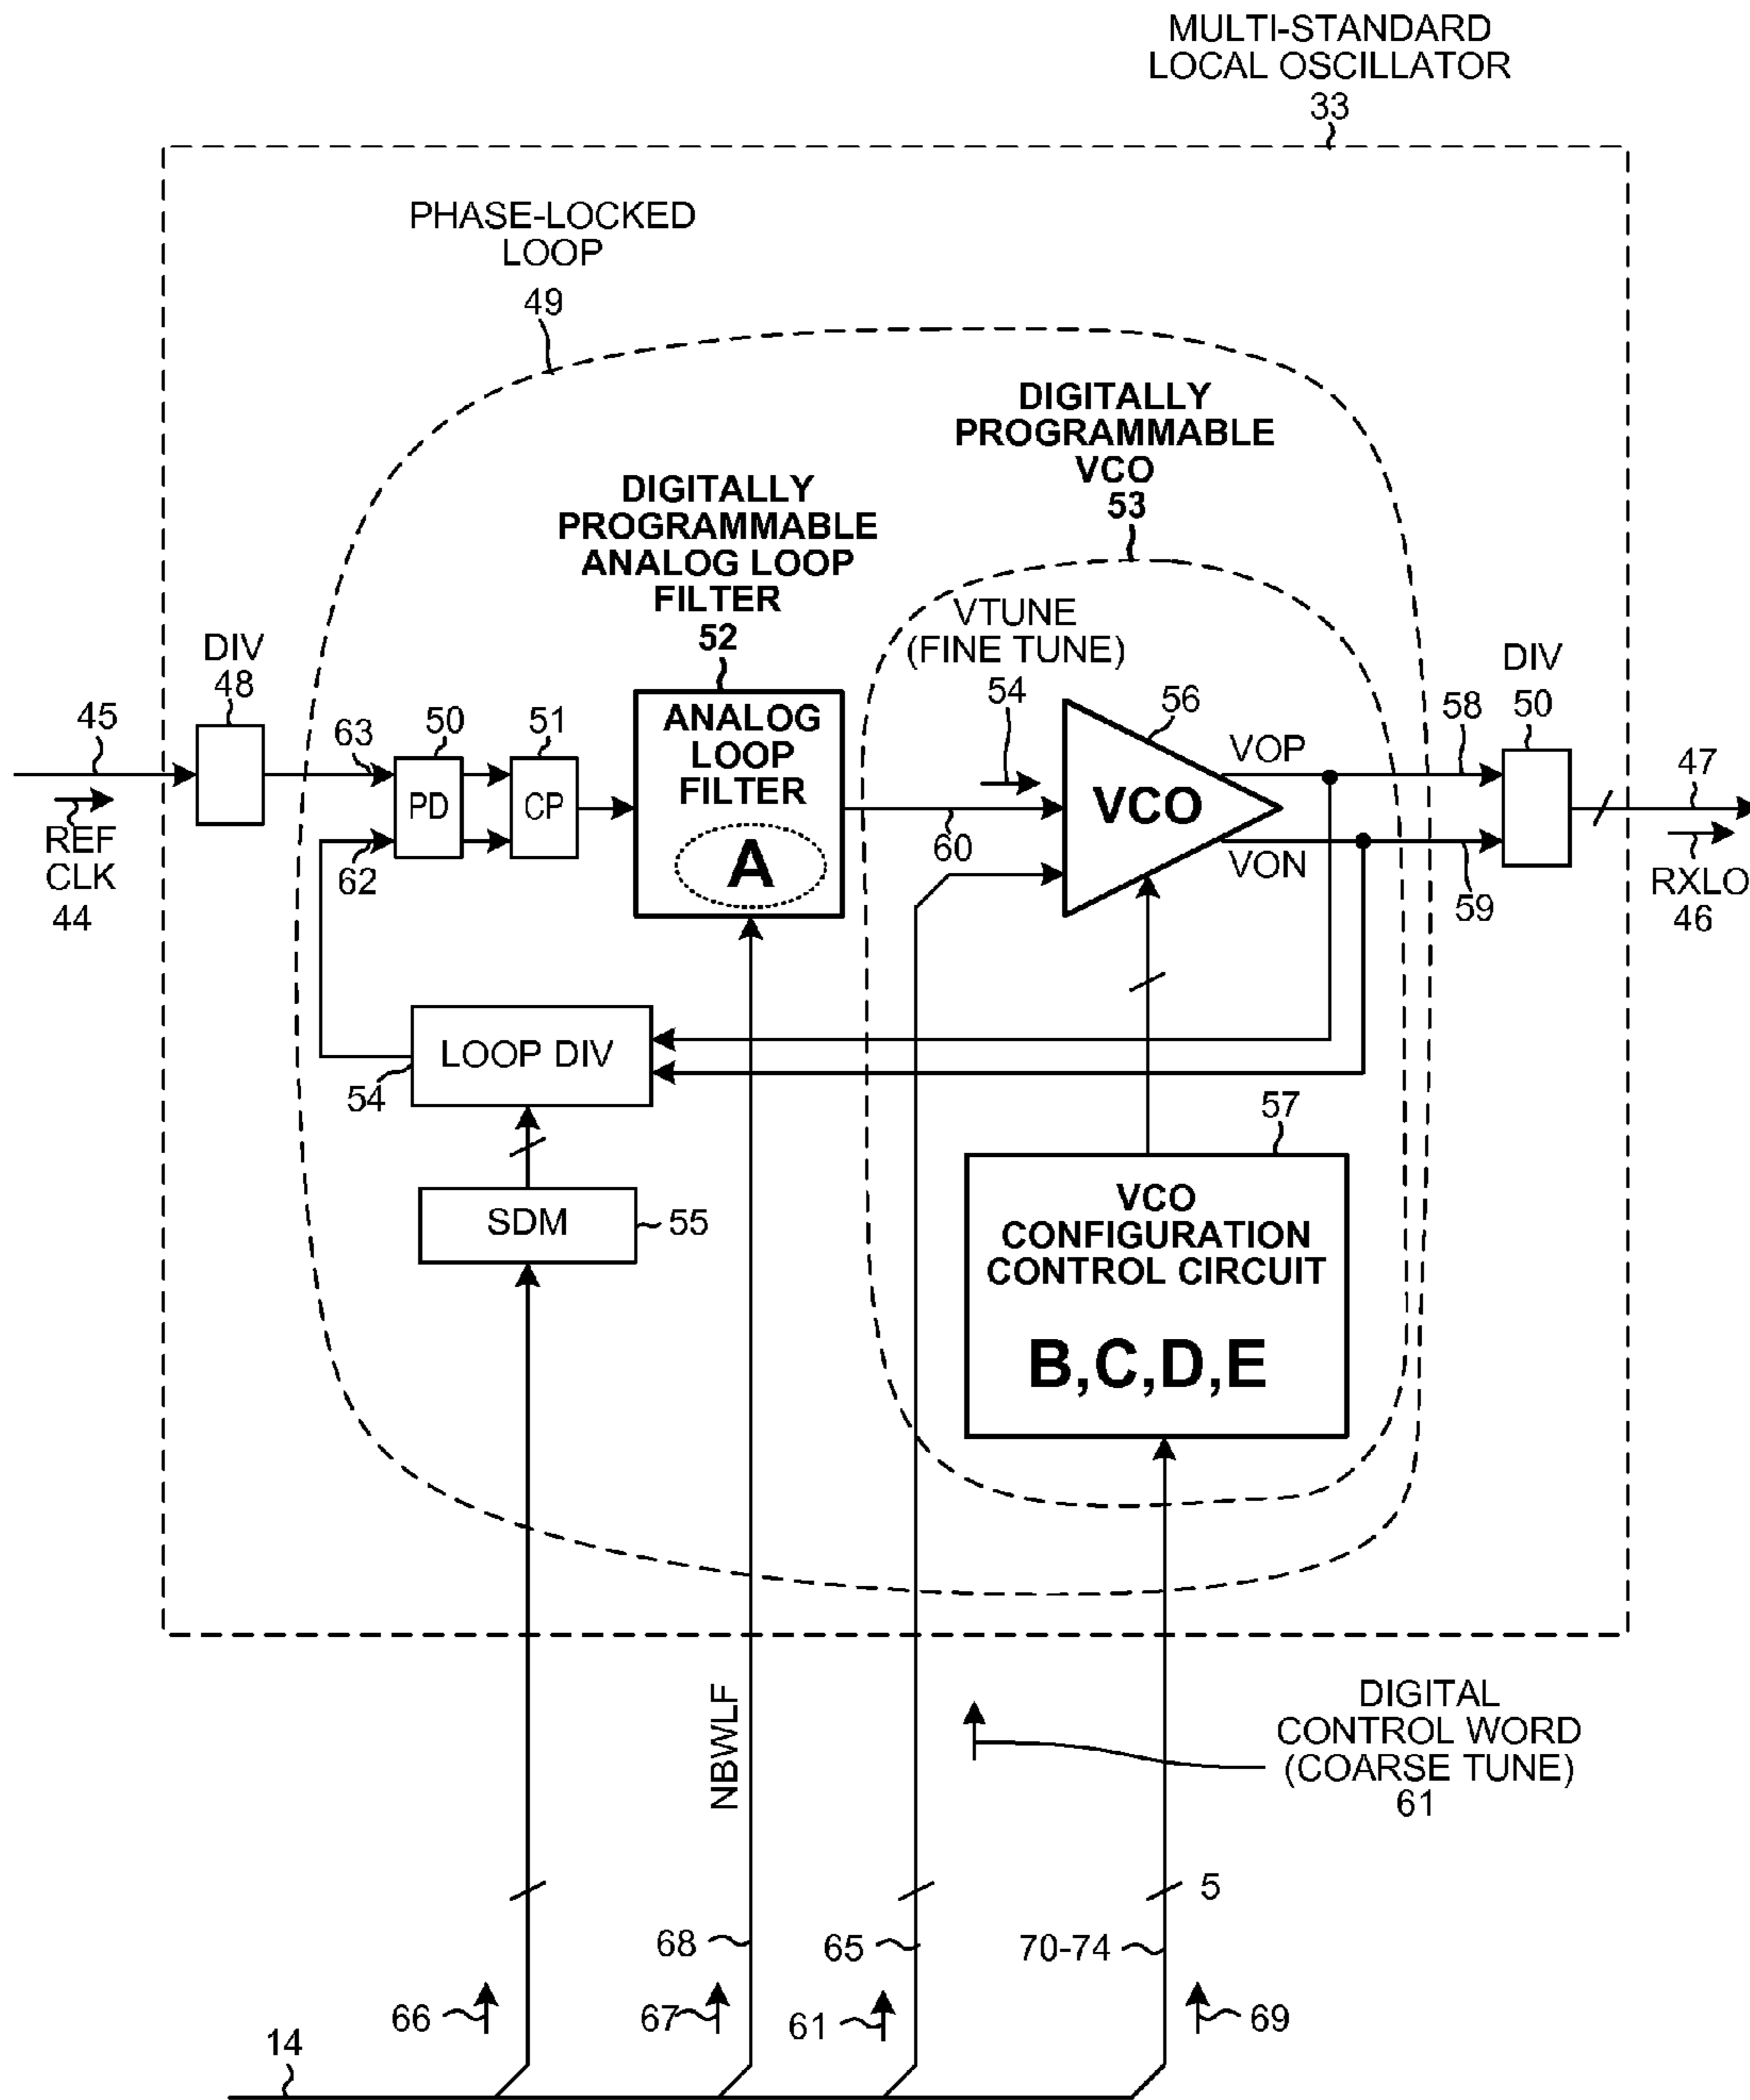 MULTI-STANDARD
LOCAL OSCILLATOR
33
PHASE-LOCKED
LOOP
49
DIGITALLY
PROGRAMMABLE
VCO
53
DIGITALLY
PROGRAMMABLE
ANALOG LOOP
FILTER
52
VTUNE
(FINE TUNE)
54
DIV
48
45
REF
CLK
44
63
62
50
PD
51
CP
ANALOG
LOOP
FILTER
A
60
56
VCO
VOP
VON
58
59
DIV
50
47
RXLO
46
LOOP DIV
54
SDM
55
57
VCO
CONFIGURATION
CONTROL CIRCUIT
B,C,D,E
NBWLF
DIGITAL
CONTROL WORD
(COARSE TUNE)
61
5
68
65
70-74
66
67
61
69
14